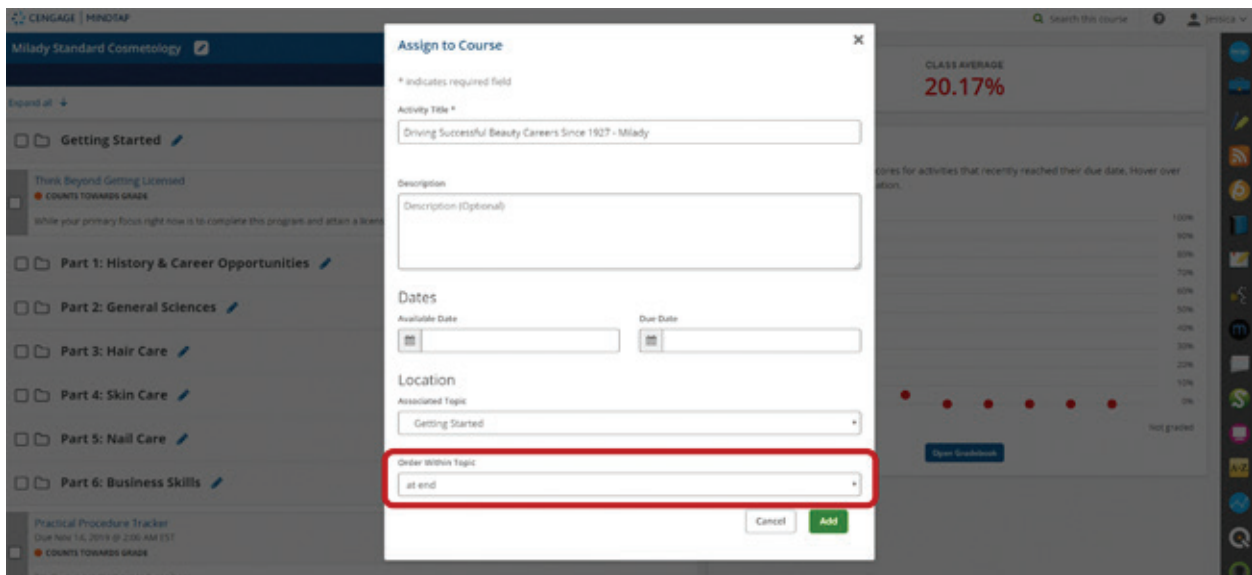 CENGAGE | MINDTAP
Search this course
Jessica
Milady Standard Cosmetology
Expand all
Getting Started
Think Beyond Getting Licensed
COUNTS TOWARDS GRADE
While your primary focus right now is to complete this program and attain a licens
Part 1: History & Career Opportunities
Part 2: General Sciences
Part 3: Hair Care
Part 4: Skin Care
Part 5: Nail Care
Part 6: Business Skills
Practical Procedure Tracker
Due Nov 14, 2019 @ 2:00 AM EST
COUNTS TOWARDS GRADE
Assign to Course
* indicates required field
Activity Title *
Driving Successful Beauty Careers Since 1927 - Milady
Description
Description (Optional)
Dates
Available Date
Due Date
Location
Associated Topic
Getting Started
Order Within Topic
at end
Cancel
Add
CLASS AVERAGE
20.17%
cores for activities that recently reached their due date. Hover over
ation.
100%
90%
80%
70%
60%
50%
40%
30%
20%
10%
0%
Not graded
Open Gradebook
A-Z